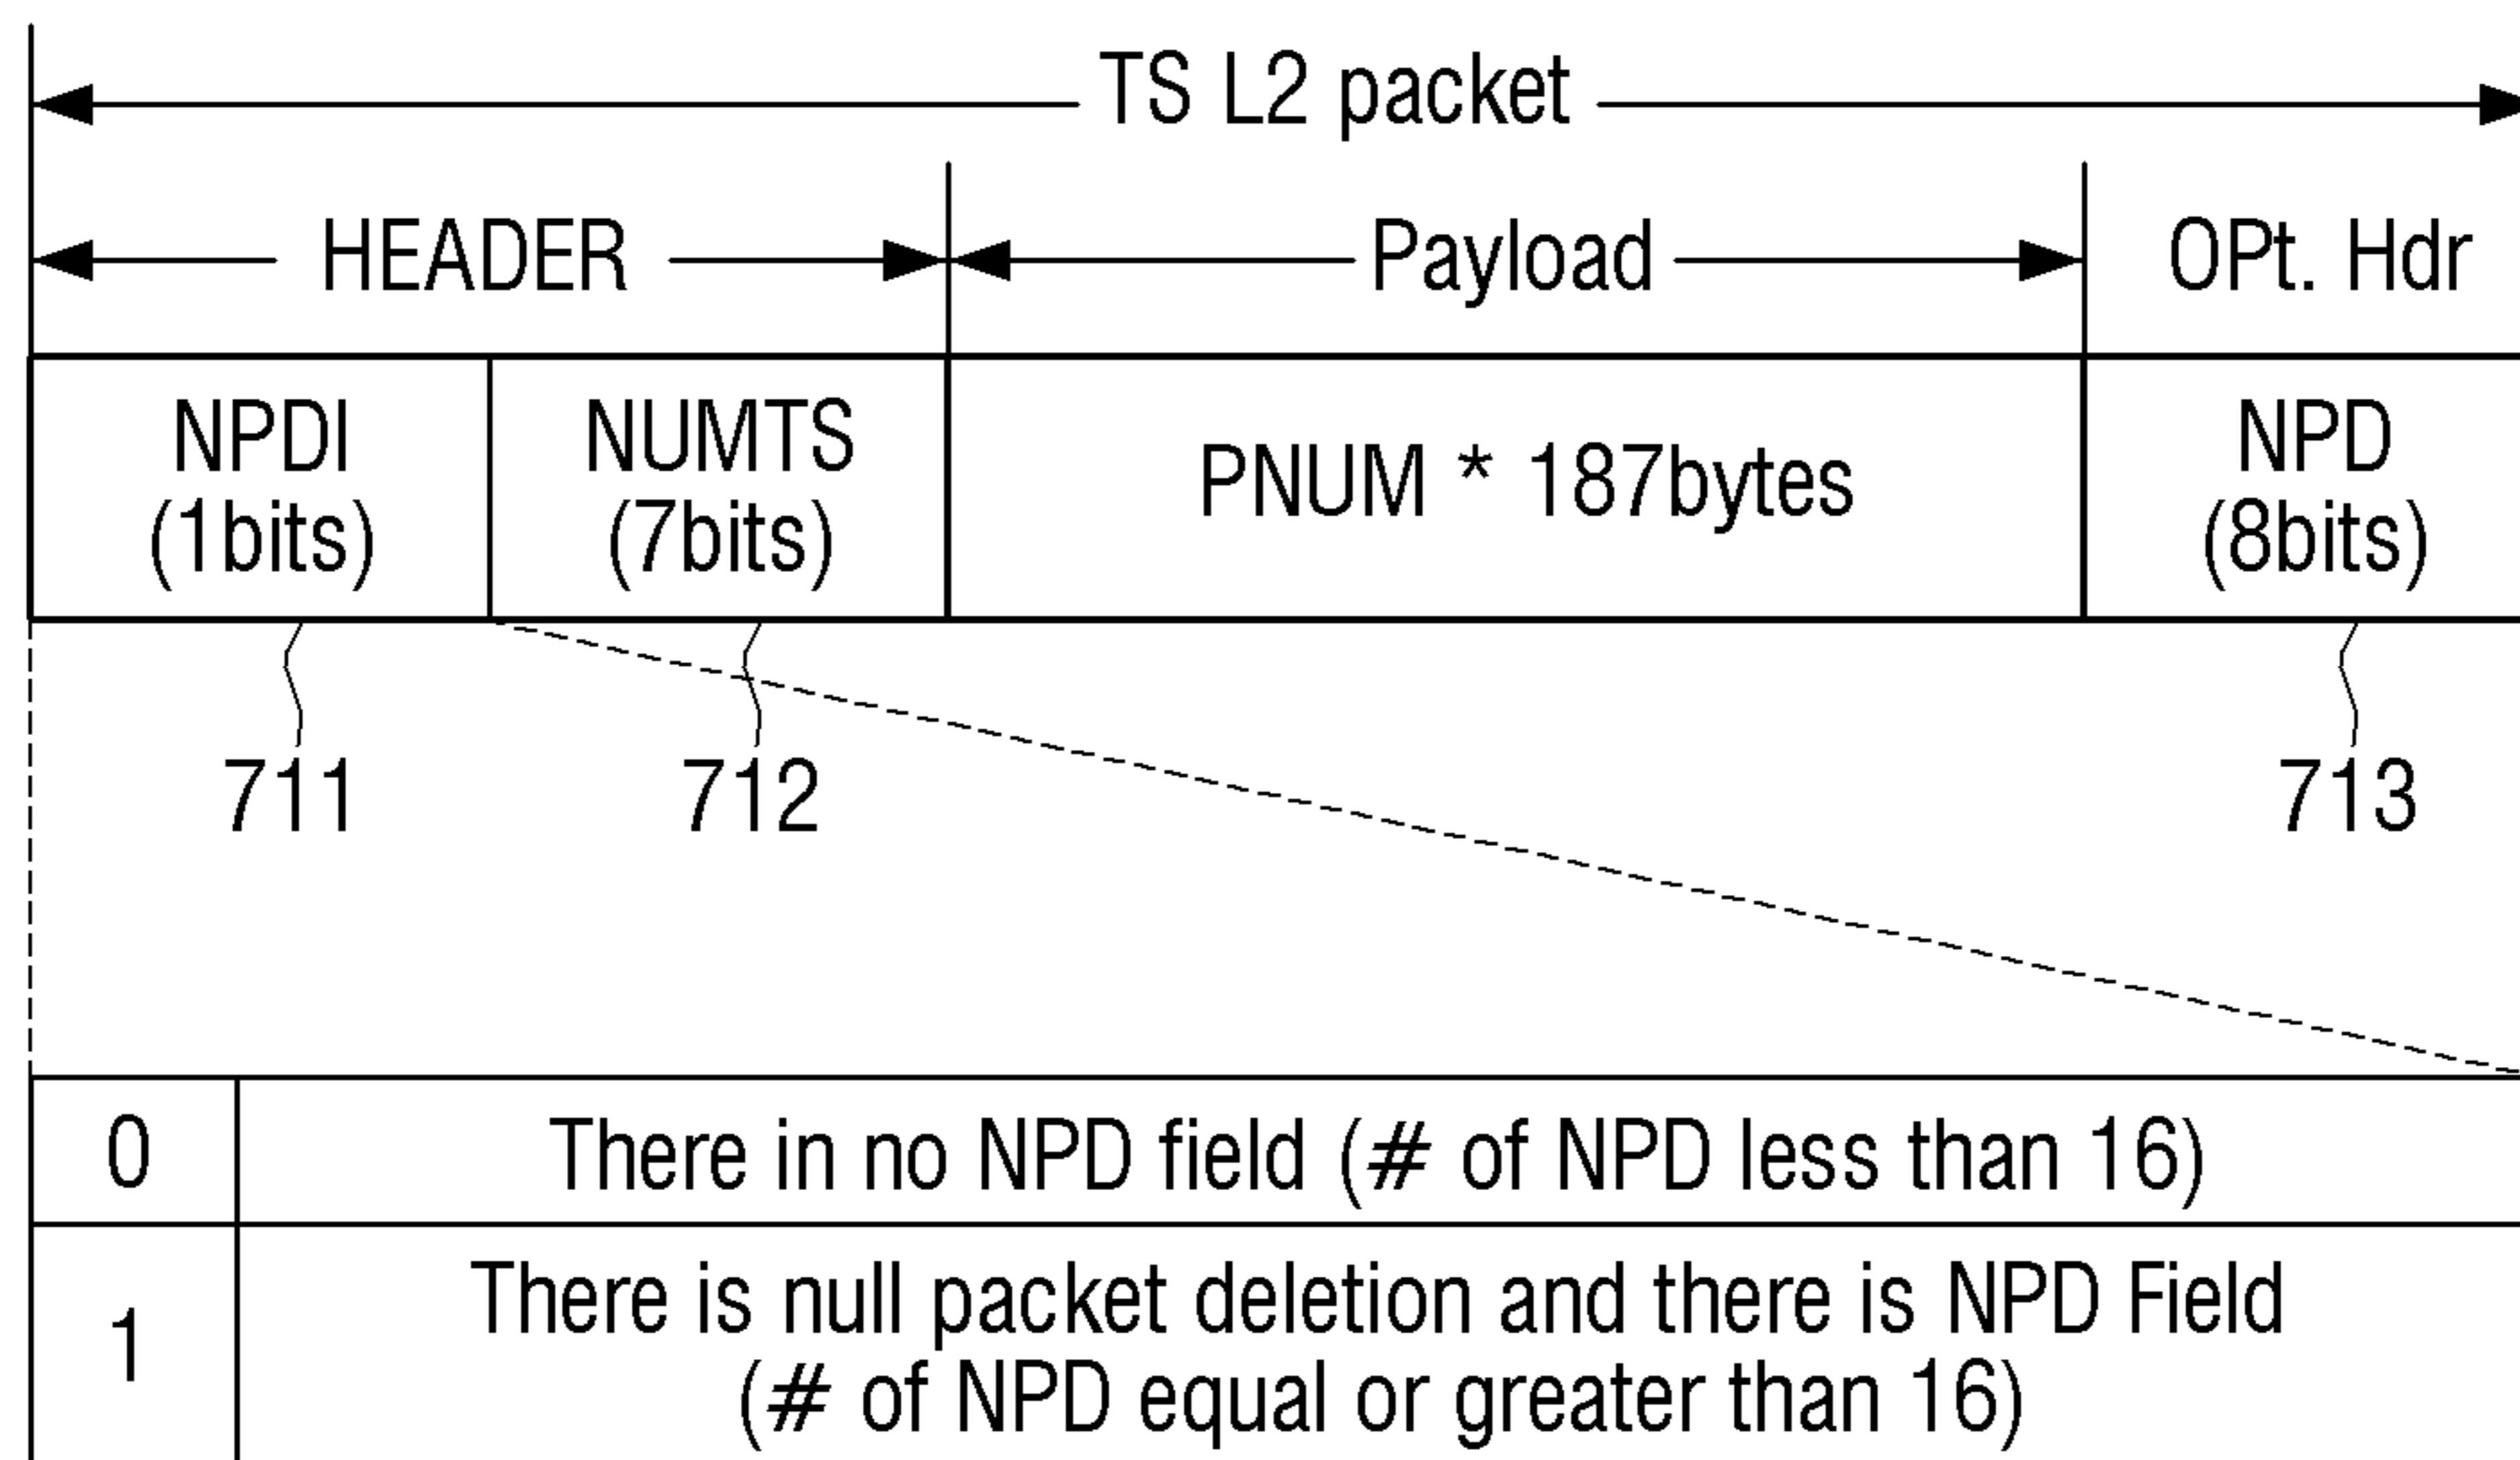 TS L2 packet
HEADER
Payload
OPt. Hdr
NPDI
(1bits)
NUMTS
(7bits)
PNUM * 187bytes
NPD
(8bits)
711
712
713
0
There in no NPD field (# of NPD less than 16)
1
There is null packet deletion and there is NPD Field
(# of NPD equal or greater than 16)